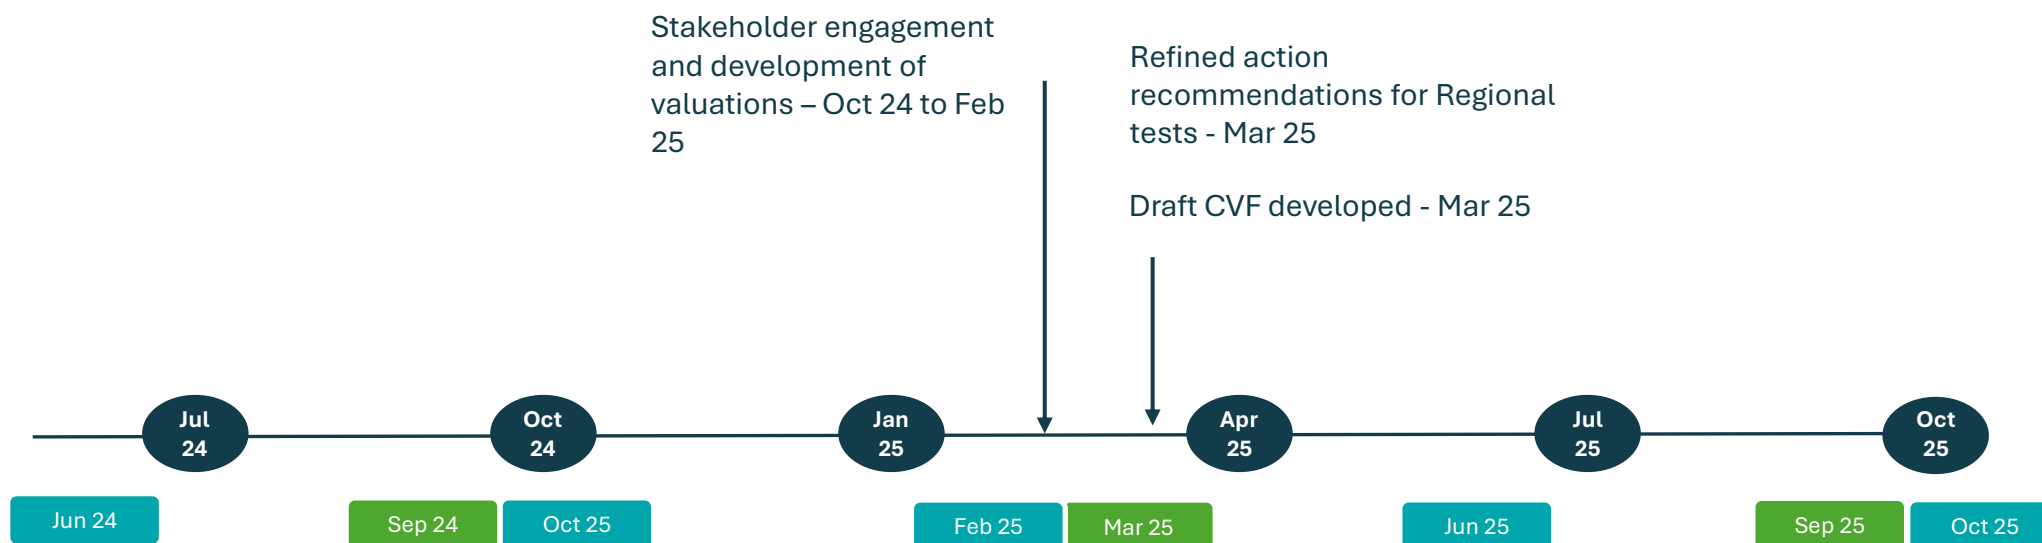 Stakeholder engagement
and development of
valuations – Oct 24 to Feb
25
Refined action
recommendations for Regional
tests - Mar 25
Draft CVF developed - Mar 25
Jul
24
Oct
24
Jan
25
Apr
25
Jul
25
Oct
25
Jun 24
Sep 24
Oct 25
Feb 25
Mar 25
Jun 25
Sep 25
Oct 25